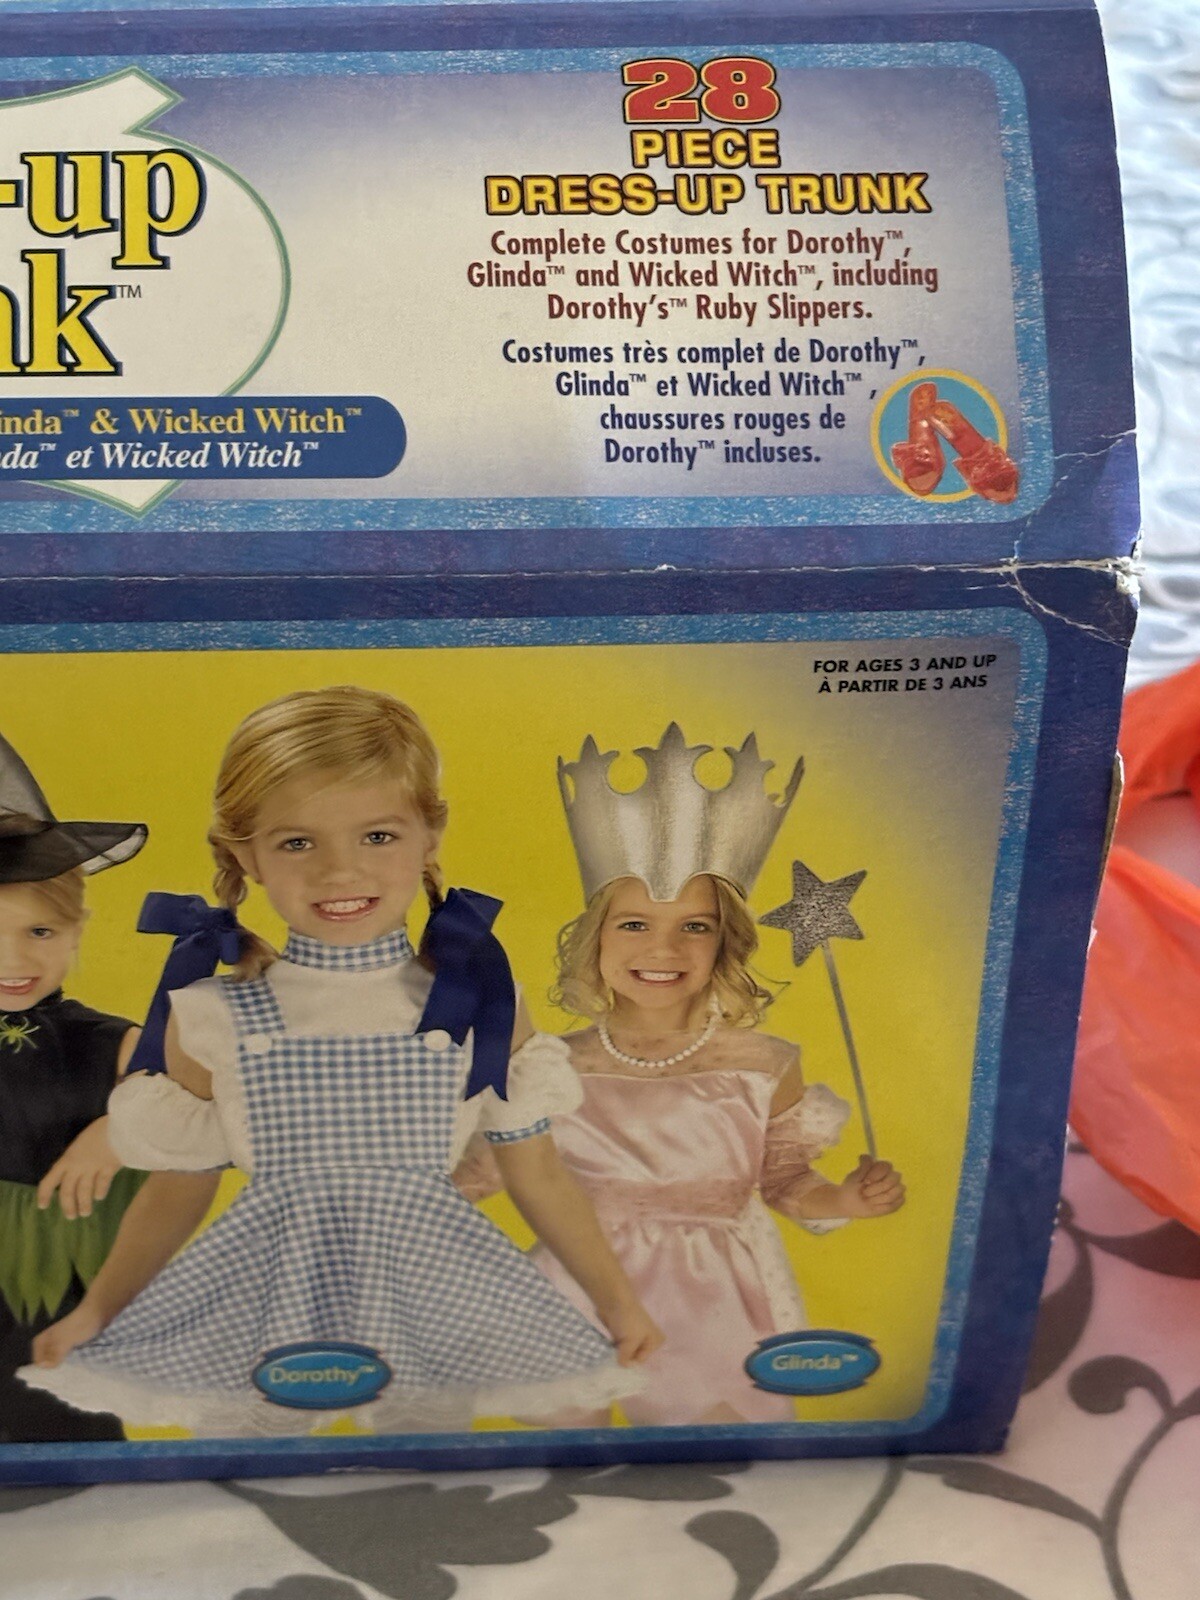 -up
™
28
PIECE
DRESS-UP TRUNK
Complete Costumes for Dorothy™,
Glinda™ and Wicked Witch™, including
Dorothy's™ Ruby Slippers.
Costumes très complet de Dorothy™,
Glinda™ et Wicked Witch™,
chaussures rouges de
Dorothy™ incluses.
inda™ & Wicked Witch™
da™ et Wicked Witch™
FOR AGES 3 AND UP
À PARTIR DE 3 ANS
Dorothy™
Glinda™